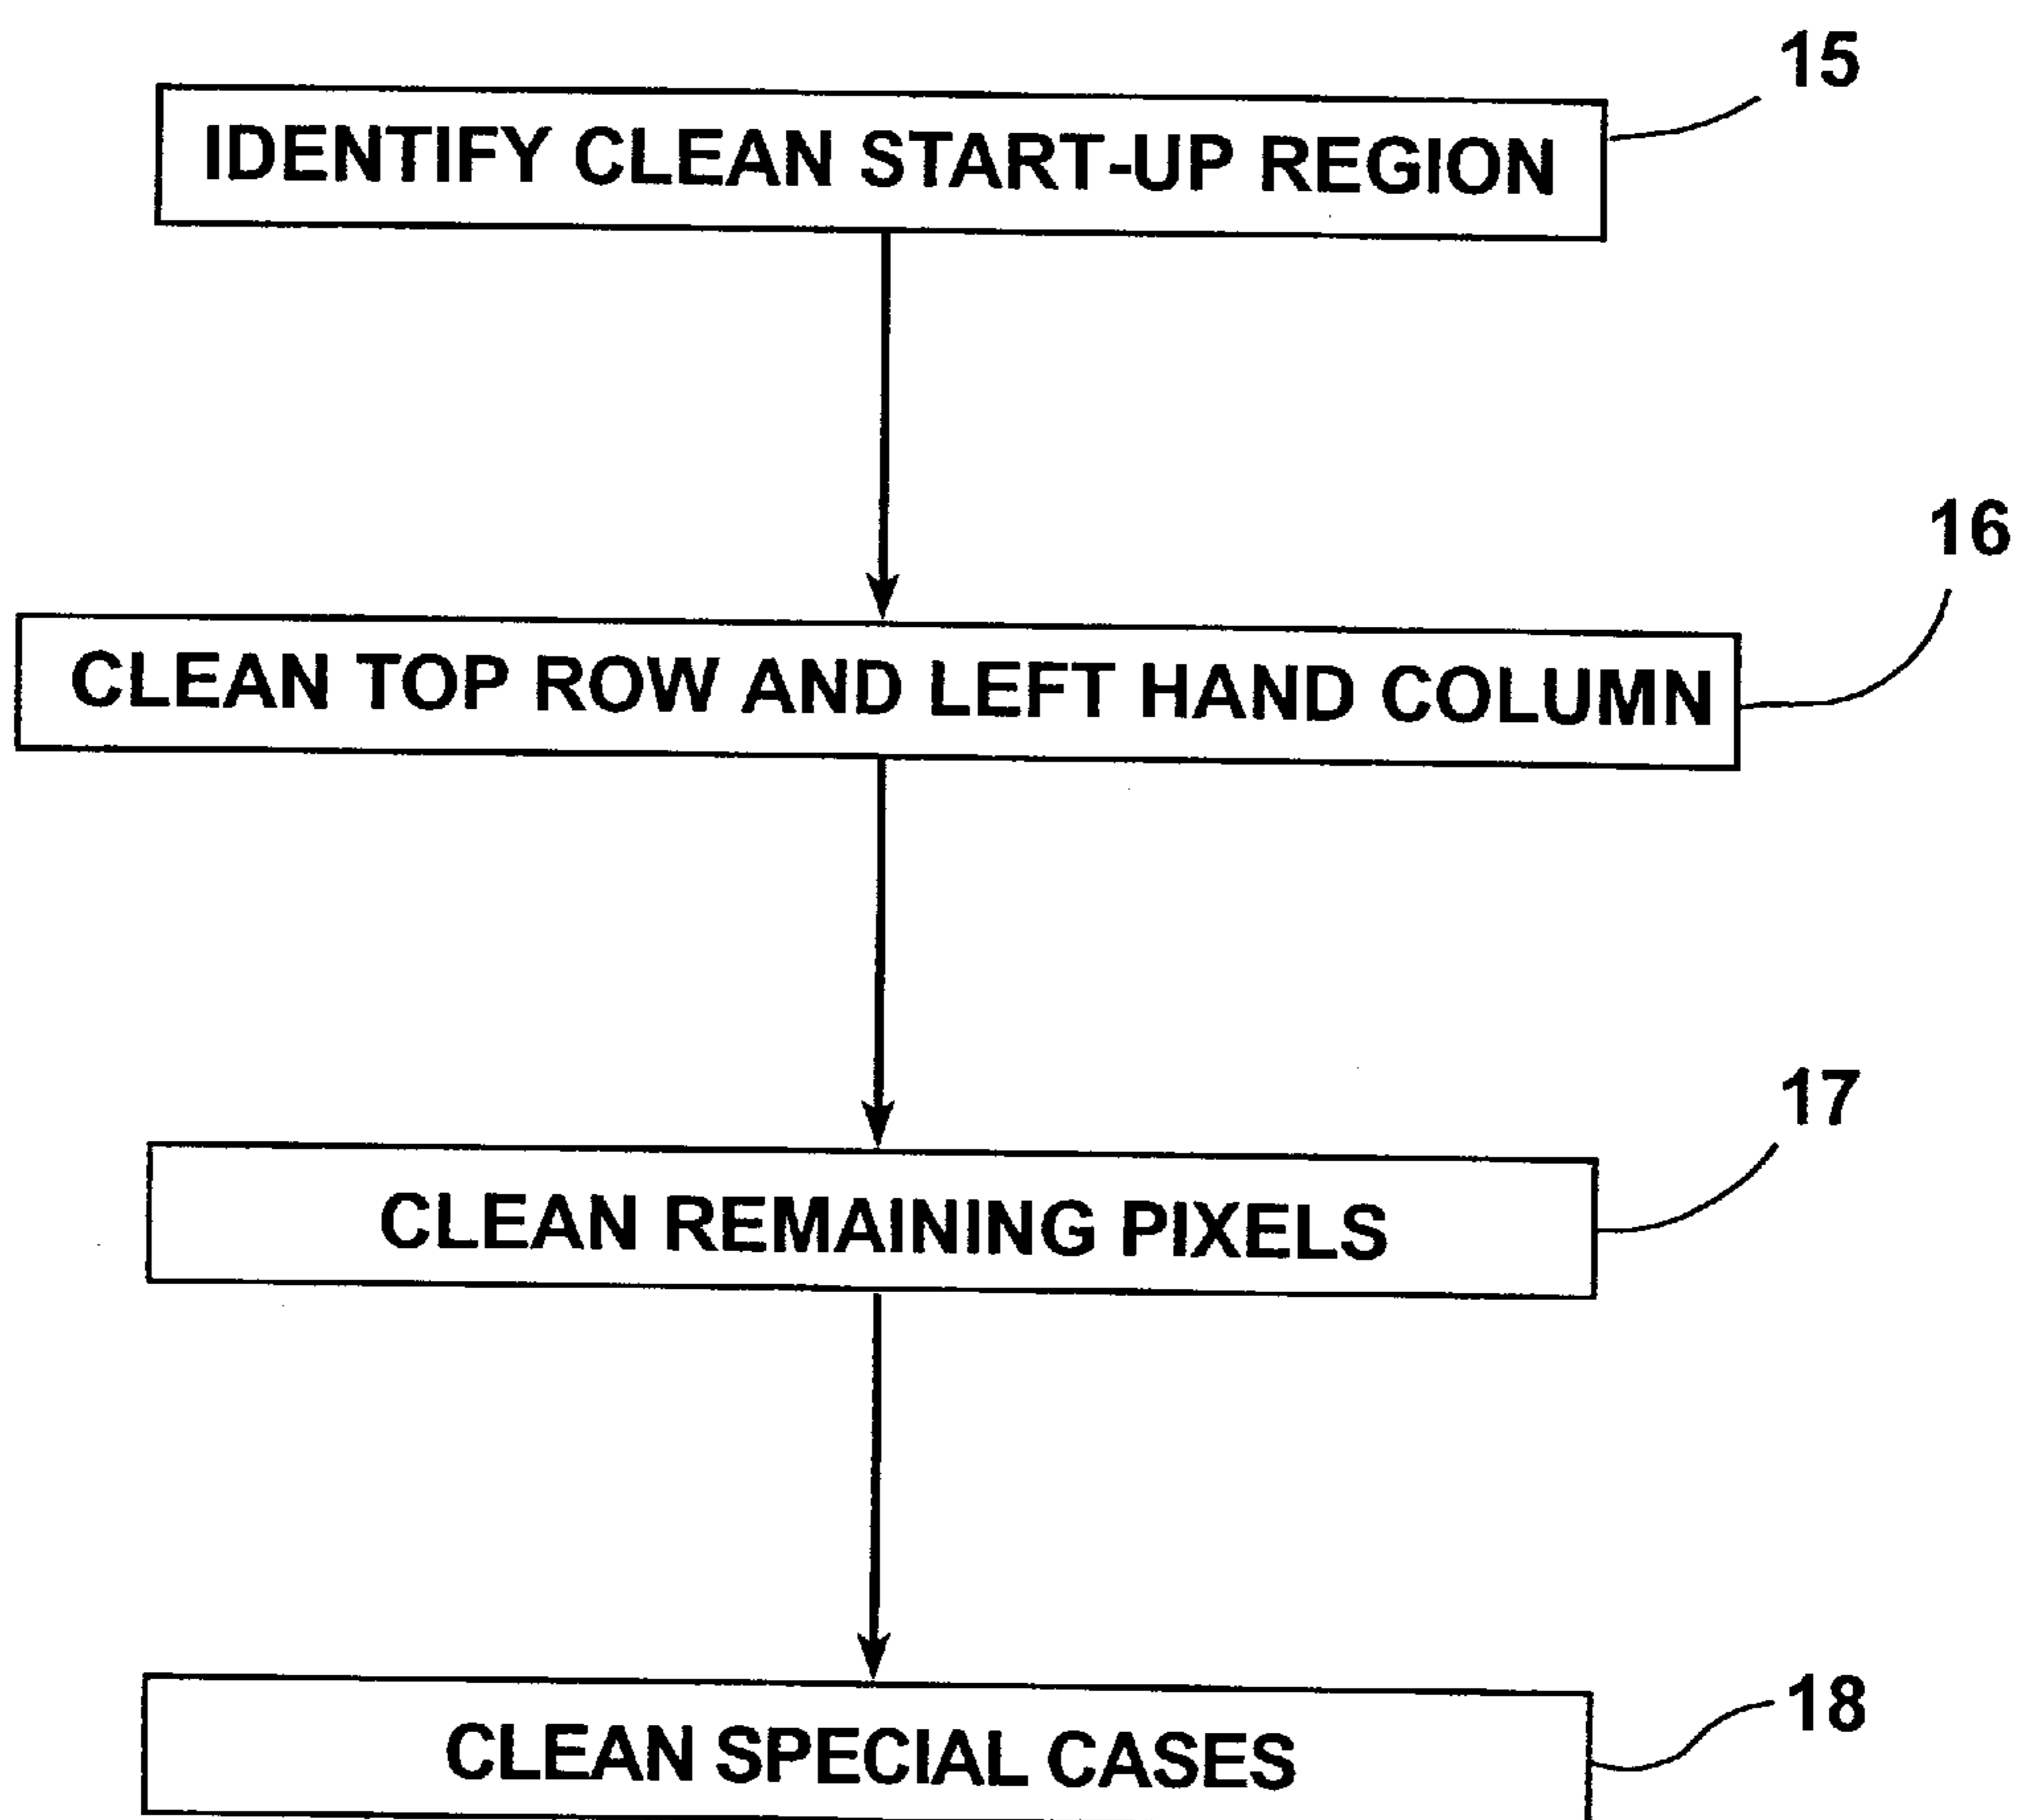 15
IDENTIFY CLEAN START-UP REGION
16
CLEAN TOP ROW AND LEFT HAND COLUMN
17
CLEAN REMAINING PIXELS
18
CLEAN SPECIAL CASES